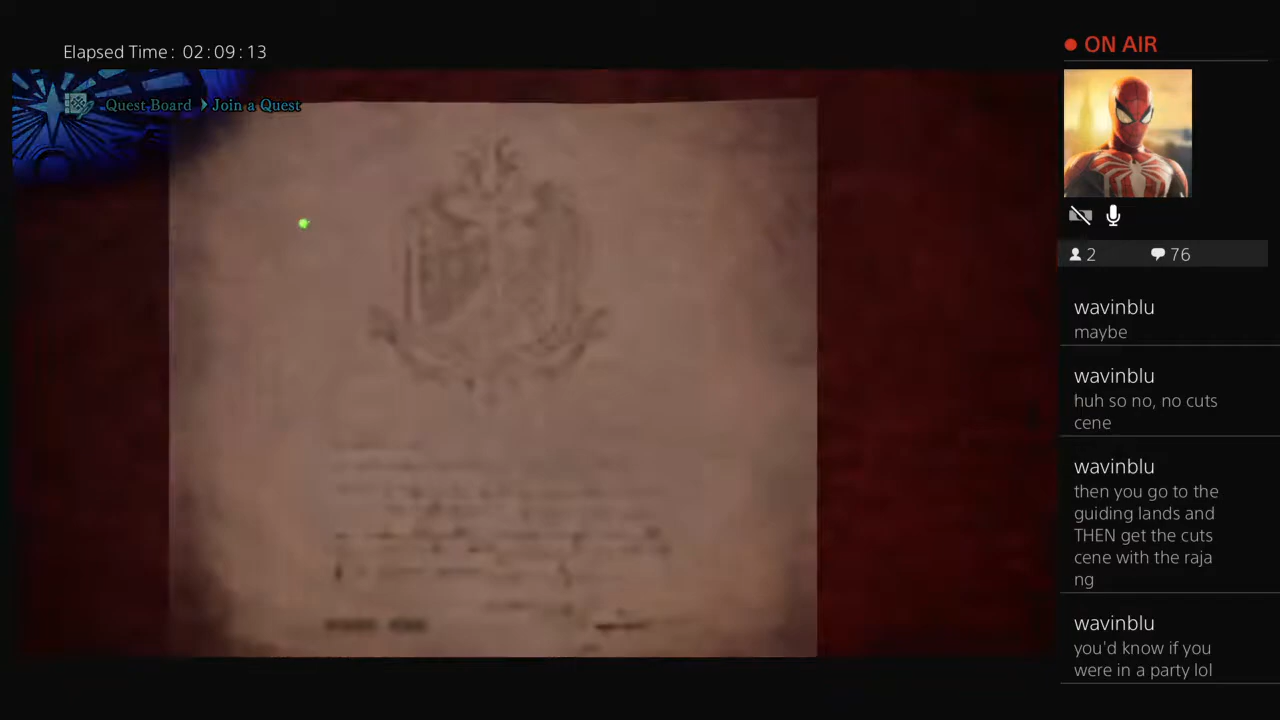 Elapsed Time: 02:09:13
ON AIR
Quest Board > Join a Quest
2 76
wavinblu
maybe
wavinblu
huh so no, no cuts
cene
wavinblu
then you go to the
guiding lands and
THEN get the cuts
cene with the raja
ng
wavinblu
you'd know if you
were in a party lol